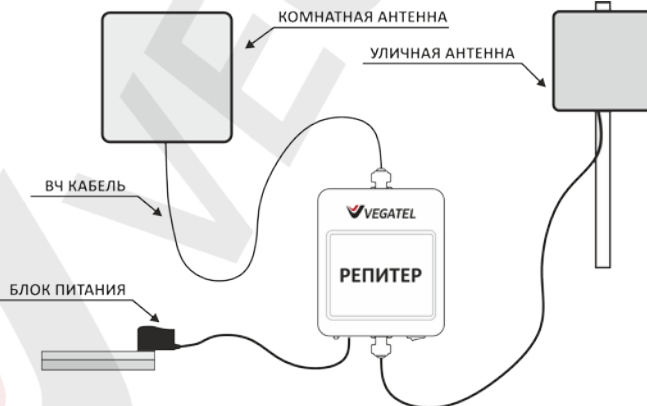 КОМНАТНАЯ АНТЕННА
УЛИЧНАЯ АНТЕННА
ВЧ КАБЕЛЬ
VEGATEL
РЕПИТЕР
БЛОК ПИТАНИЯ